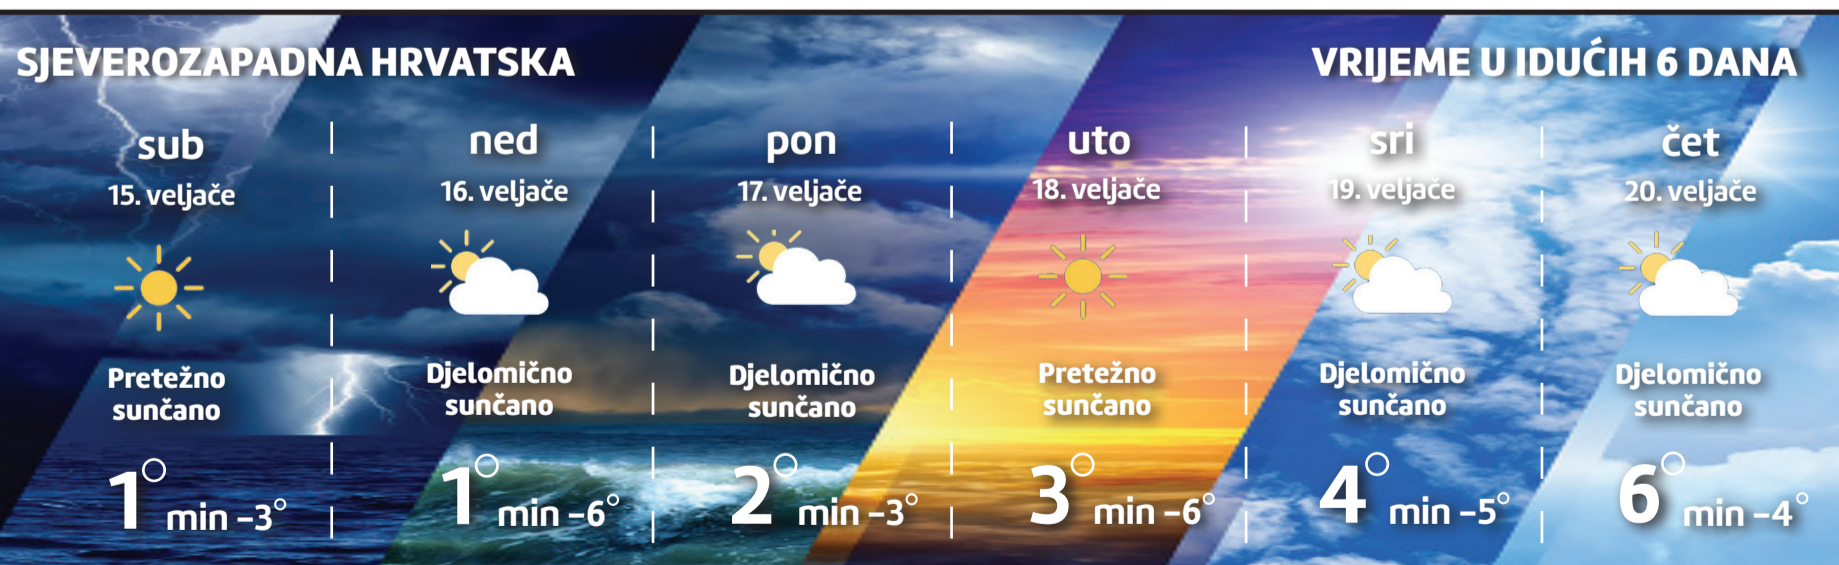 SJEVEROZAPADNA HRVATSKA
VRIJEME U IDUĆIH 6 DANA
sub
15. veljače
Pretežno
sunčano
1°
min –3°
ned
16. veljače
Djelomično
sunčano
1°
min –6°
pon
17. veljače
Djelomično
sunčano
2°
min –3°
uto
18. veljače
Pretežno
sunčano
3°
min –6°
sri
19. veljače
Djelomično
sunčano
4°
min –5°
čet
20. veljače
Djelomično
sunčano
6°
min –4°